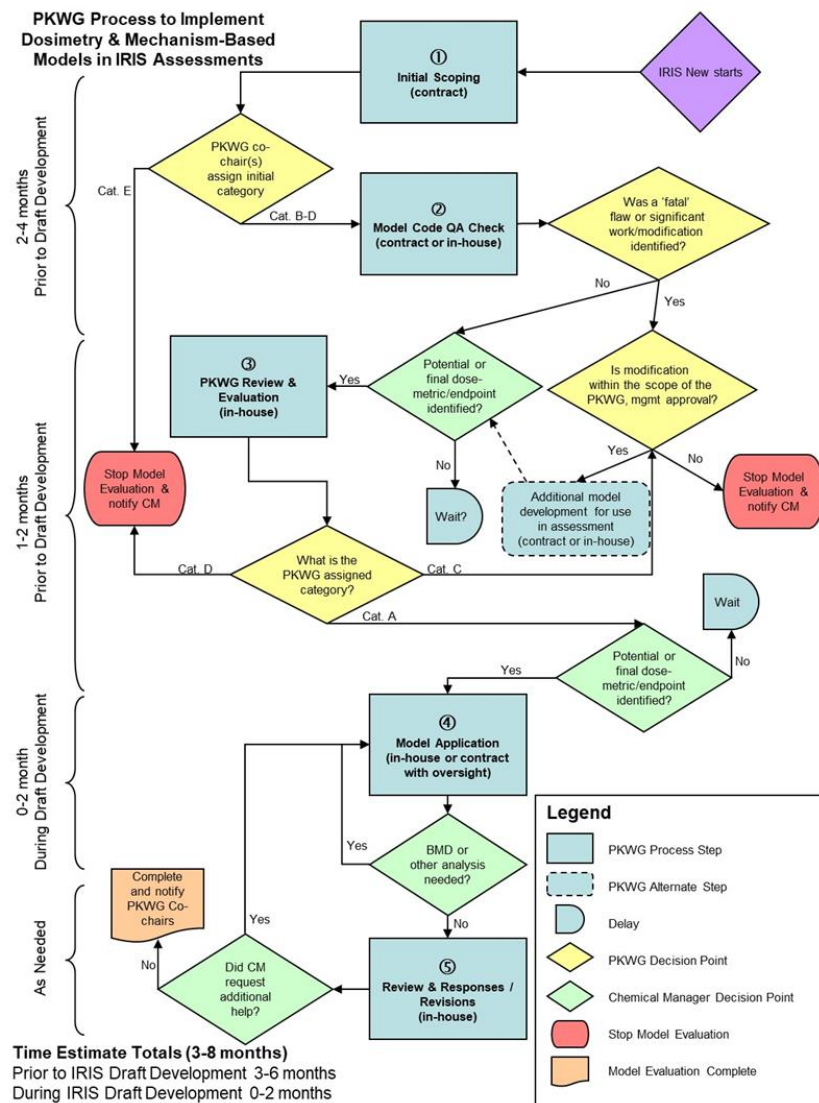 PKWG Process to Implement
Dosimetry & Mechanism-Based
Models in IRIS Assessments
①
Initial Scoping
(contract)
IRIS New starts
2-4 months
Prior to Draft Development
PKWG co-
chair(s)
assign initial
category
Cat. E
Cat. B-D
②
Model Code QA Check
(contract or in-house)
Was a 'fatal'
flaw or significant
work/modification
identified?
No
Yes
1-2 months
Prior to Draft Development
③
PKWG Review &
Evaluation
(in-house)
Yes
Potential or
final dose-
metric/endpoint
identified?
Is modification
within the scope of the
PKWG, mgmt approval?
No
Yes
No
Stop Model
Evaluation &
notify CM
Wait?
Additional model
development for use
in assessment
(contract or in-house)
Stop Model
Evaluation &
notify CM
Cat. D
What is the
PKWG assigned
category?
Cat. C
Cat. A
Wait
Yes
Potential or
final dose-
metric/endpoint
identified?
No
0-2 month
During Draft Development
④
Model Application
(in-house or contract
with oversight)
Yes
BMD or
other analysis
needed?
No
As Needed
Complete
and notify
PKWG Co-
chairs
Yes
No
Did CM
request
additional
help?
⑤
Review & Responses /
Revisions
(in-house)
Time Estimate Totals (3-8 months)
Prior to IRIS Draft Development 3-6 months
During IRIS Draft Development 0-2 months
Legend
PKWG Process Step
PKWG Alternate Step
Delay
PKWG Decision Point
Chemical Manager Decision Point
Stop Model Evaluation
Model Evaluation Complete